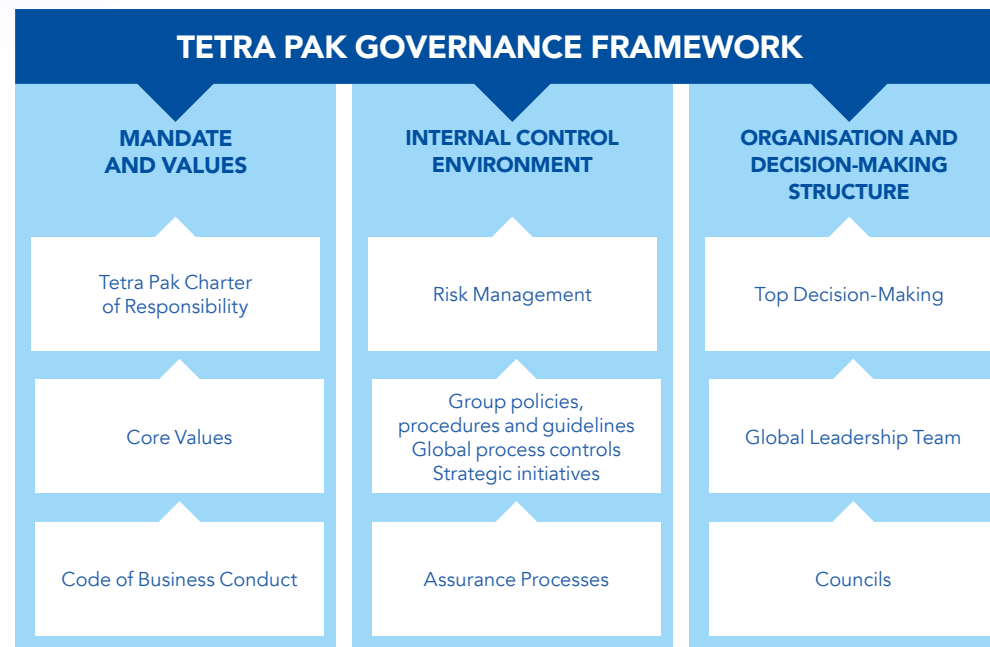 TETRA PAK GOVERNANCE FRAMEWORK
MANDATE
AND VALUES
Tetra Pak Charter
of Responsibility
Core Values
Code of Business Conduct
INTERNAL CONTROL
ENVIRONMENT
Risk Management
Group policies,
procedures and guidelines
Global process controls
Strategic initiatives
Assurance Processes
ORGANISATION AND
DECISION-MAKING
STRUCTURE
Top Decision-Making
Global Leadership Team
Councils